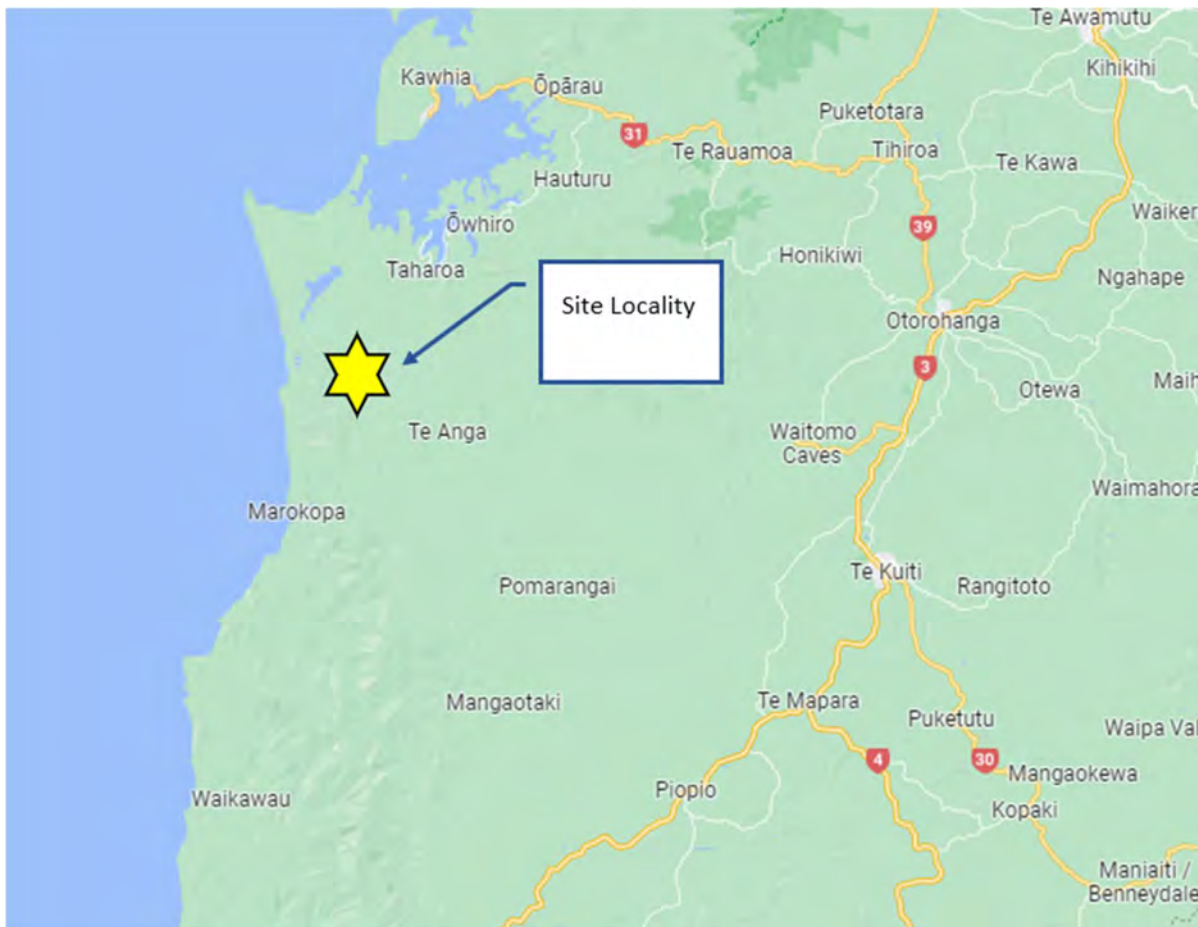 Te Awamutu
Kawhia
Ōpārau
Kihikihi
Puketotara
31
Te Rauamoa
Tihiroa
Te Kawa
Hauturu
Ōwhiro
Waiker
39
Honikiwi
Taharoa
Ngahape
Site Locality
Otorohanga
3
Maih
Otewa
Te Anga
Waitomo
Caves
Waimahora
Marokopa
Te Kuiti
Pomarangai
Rangitoto
Mangaotaki
Te Mapara
Puketutu
Waipa Val
4
30
Mangaokewa
Piopio
Waikawau
Kopaki
Maniaiti /
Benneydale